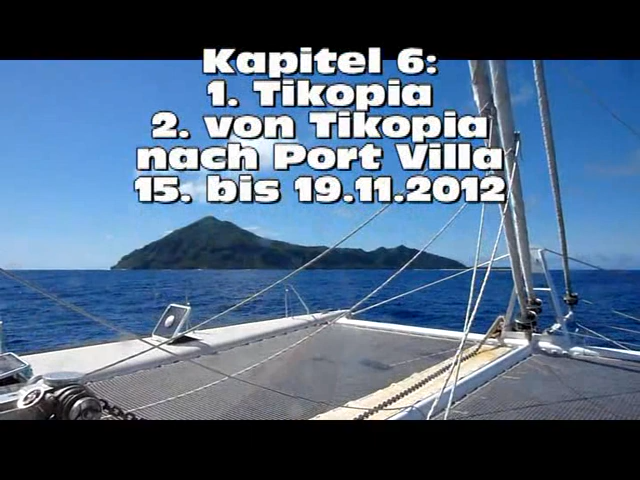 Kapitel 6:
1. Tikopia
2. von Tikopia
nach Port Villa
15. bis 19.11.2012